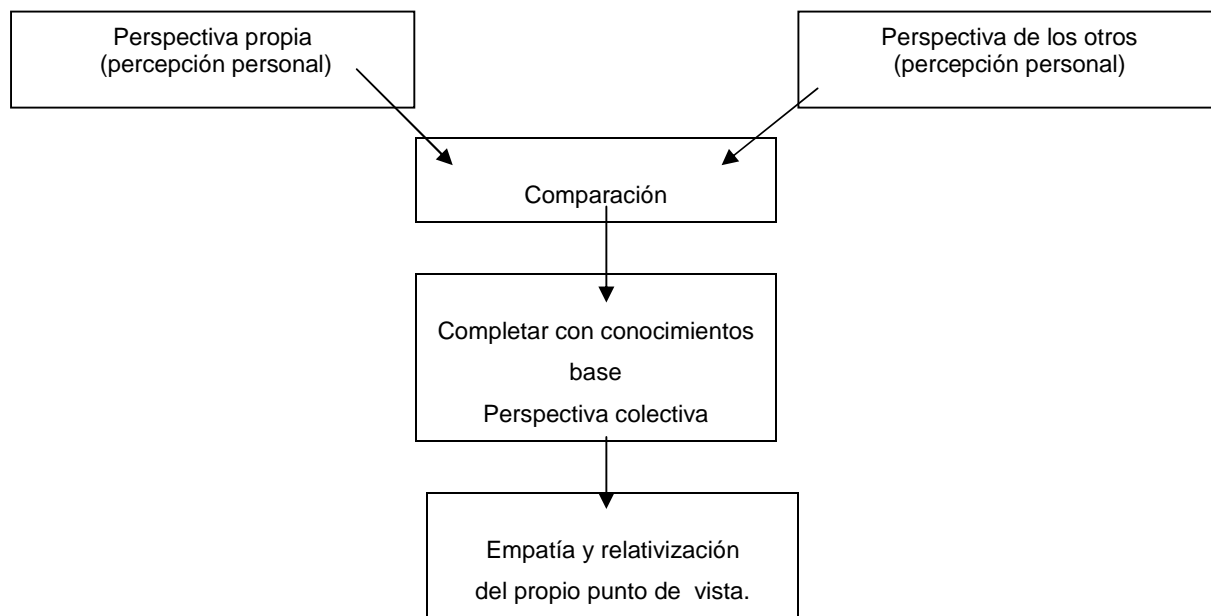 Perspectiva propia
(percepción personal)
Perspectiva de los otros
(percepción personal)
Comparación
Completar con conocimientos
base
Perspectiva colectiva
Empatía y relativización
del propio punto de vista.